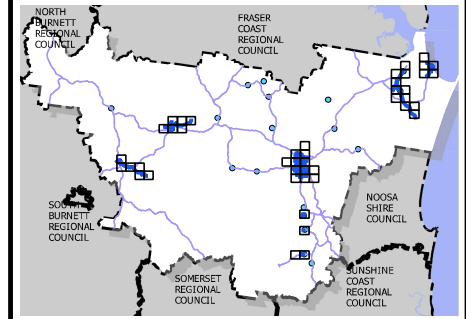 NORTH
BURNETT
REGIONAL
COUNCIL
FRASER
COAST
REGIONAL
COUNCIL
SOUTH
BURNETT
REGIONAL
COUNCIL
NOOSA
SHIRE
COUNCIL
SOMERSET
REGIONAL
COUNCIL
SUNSHINE
COAST
REGIONAL
COUNCIL